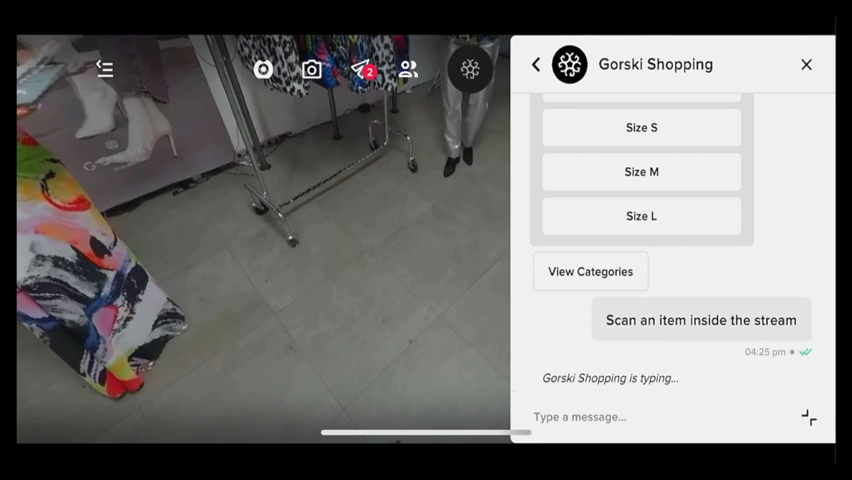 2
Gorski Shopping
Size S
Size M
Size L
View Categories
Scan an item inside the stream
04:25 pm
Gorski Shopping is typing...
Type a message...